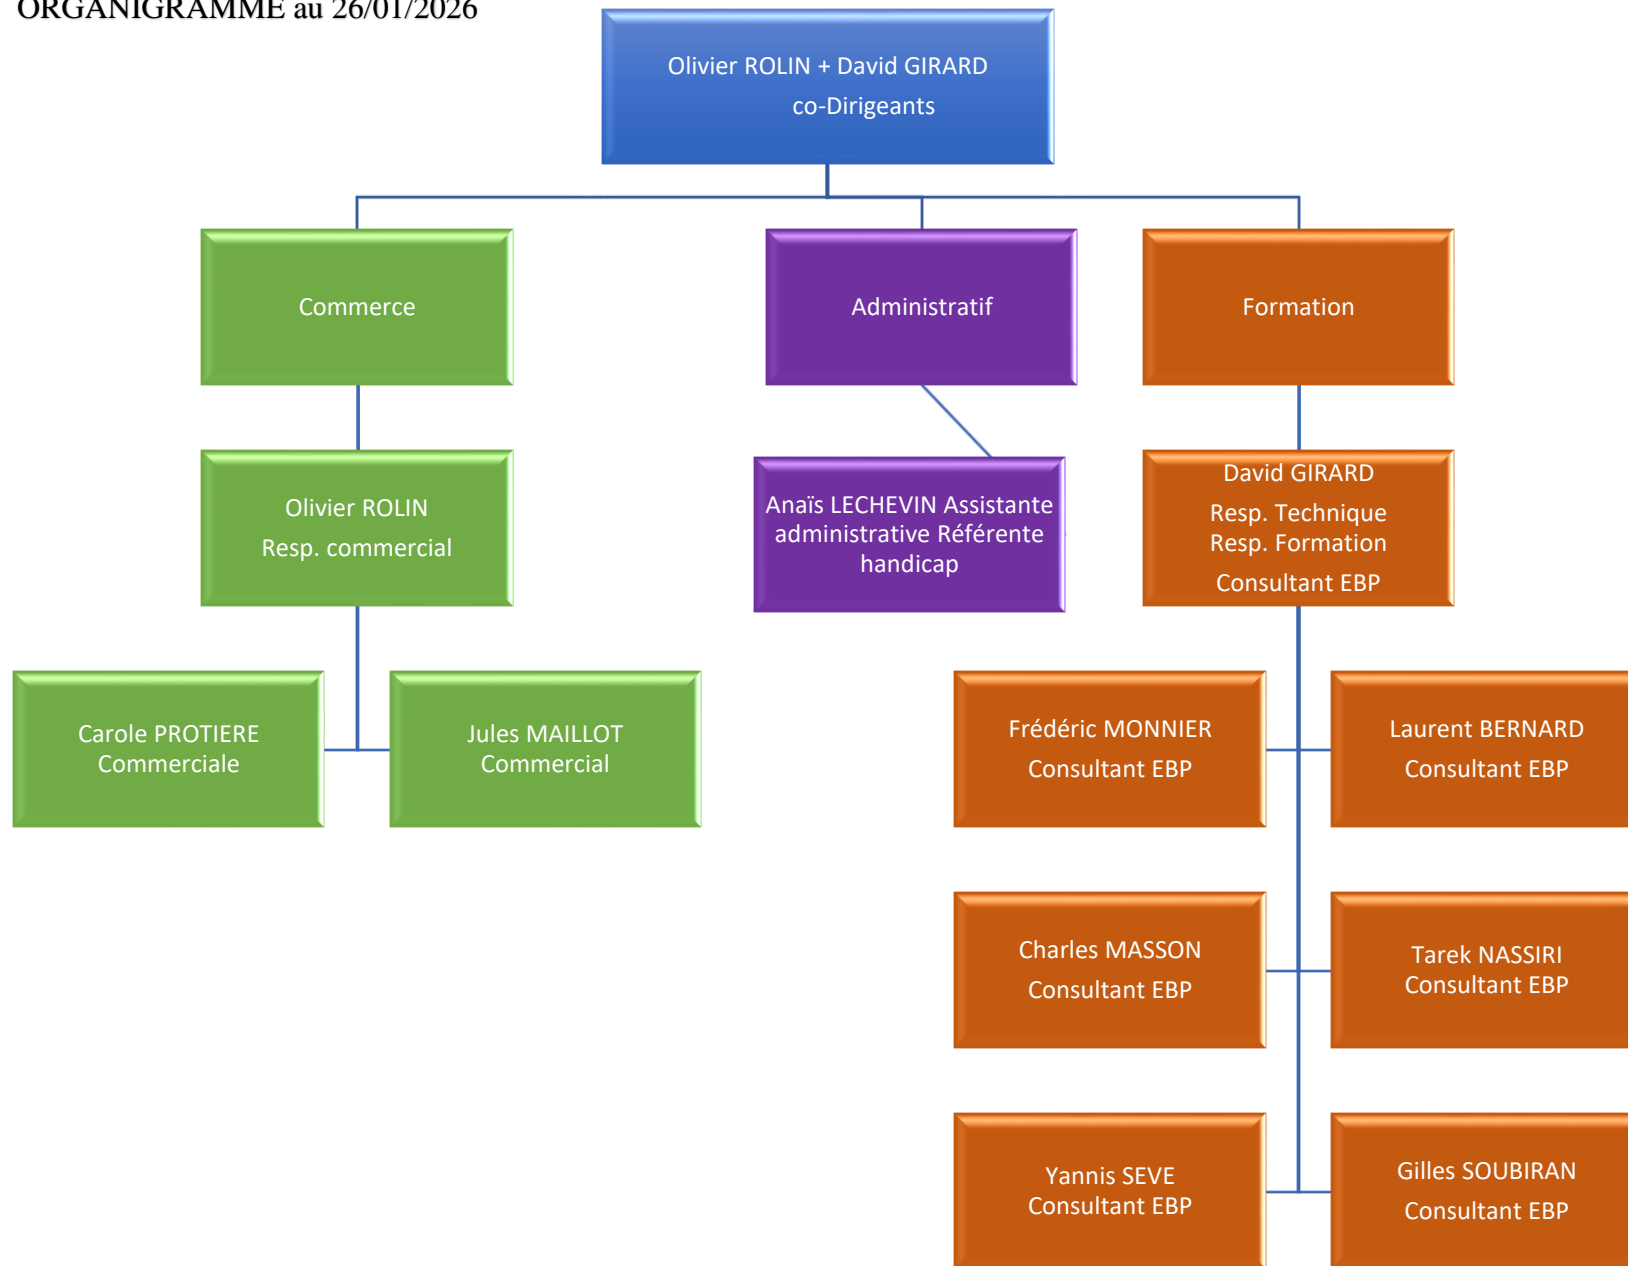 ORGANIGRAMME au 26/01/2026
Olivier ROLIN + David GIRARD
co-Dirigeants
Commerce
Administratif
Formation
Olivier ROLIN
Resp. commercial
Anaïs LECHEVIN Assistante
administrative Référente
handicap
David GIRARD
Resp. Technique
Resp. Formation
Consultant EBP
Carole PROTIERE
Commerciale
Jules MAILLOT
Commercial
Frédéric MONNIER
Consultant EBP
Laurent BERNARD
Consultant EBP
Charles MASSON
Consultant EBP
Tarek NASSIRI
Consultant EBP
Yannis SEVE
Consultant EBP
Gilles SOUBIRAN
Consultant EBP